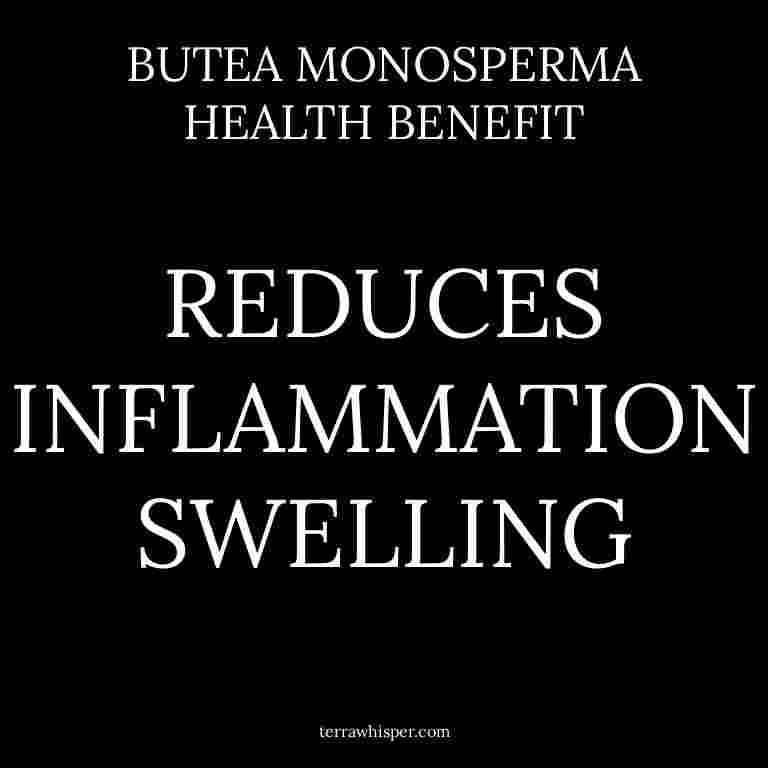 BUTEA MONOSPERMA
HEALTH BENEFIT
REDUCES
INFLAMMATION
SWELLING
terrawhisper.com